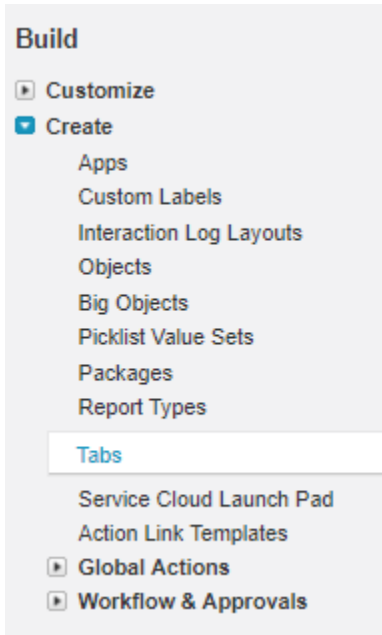 Build
Customize
Create
Apps
Custom Labels
Interaction Log Layouts
Objects
Big Objects
Picklist Value Sets
Packages
Report Types
Tabs
Service Cloud Launch Pad
Action Link Templates
Global Actions
Workflow & Approvals